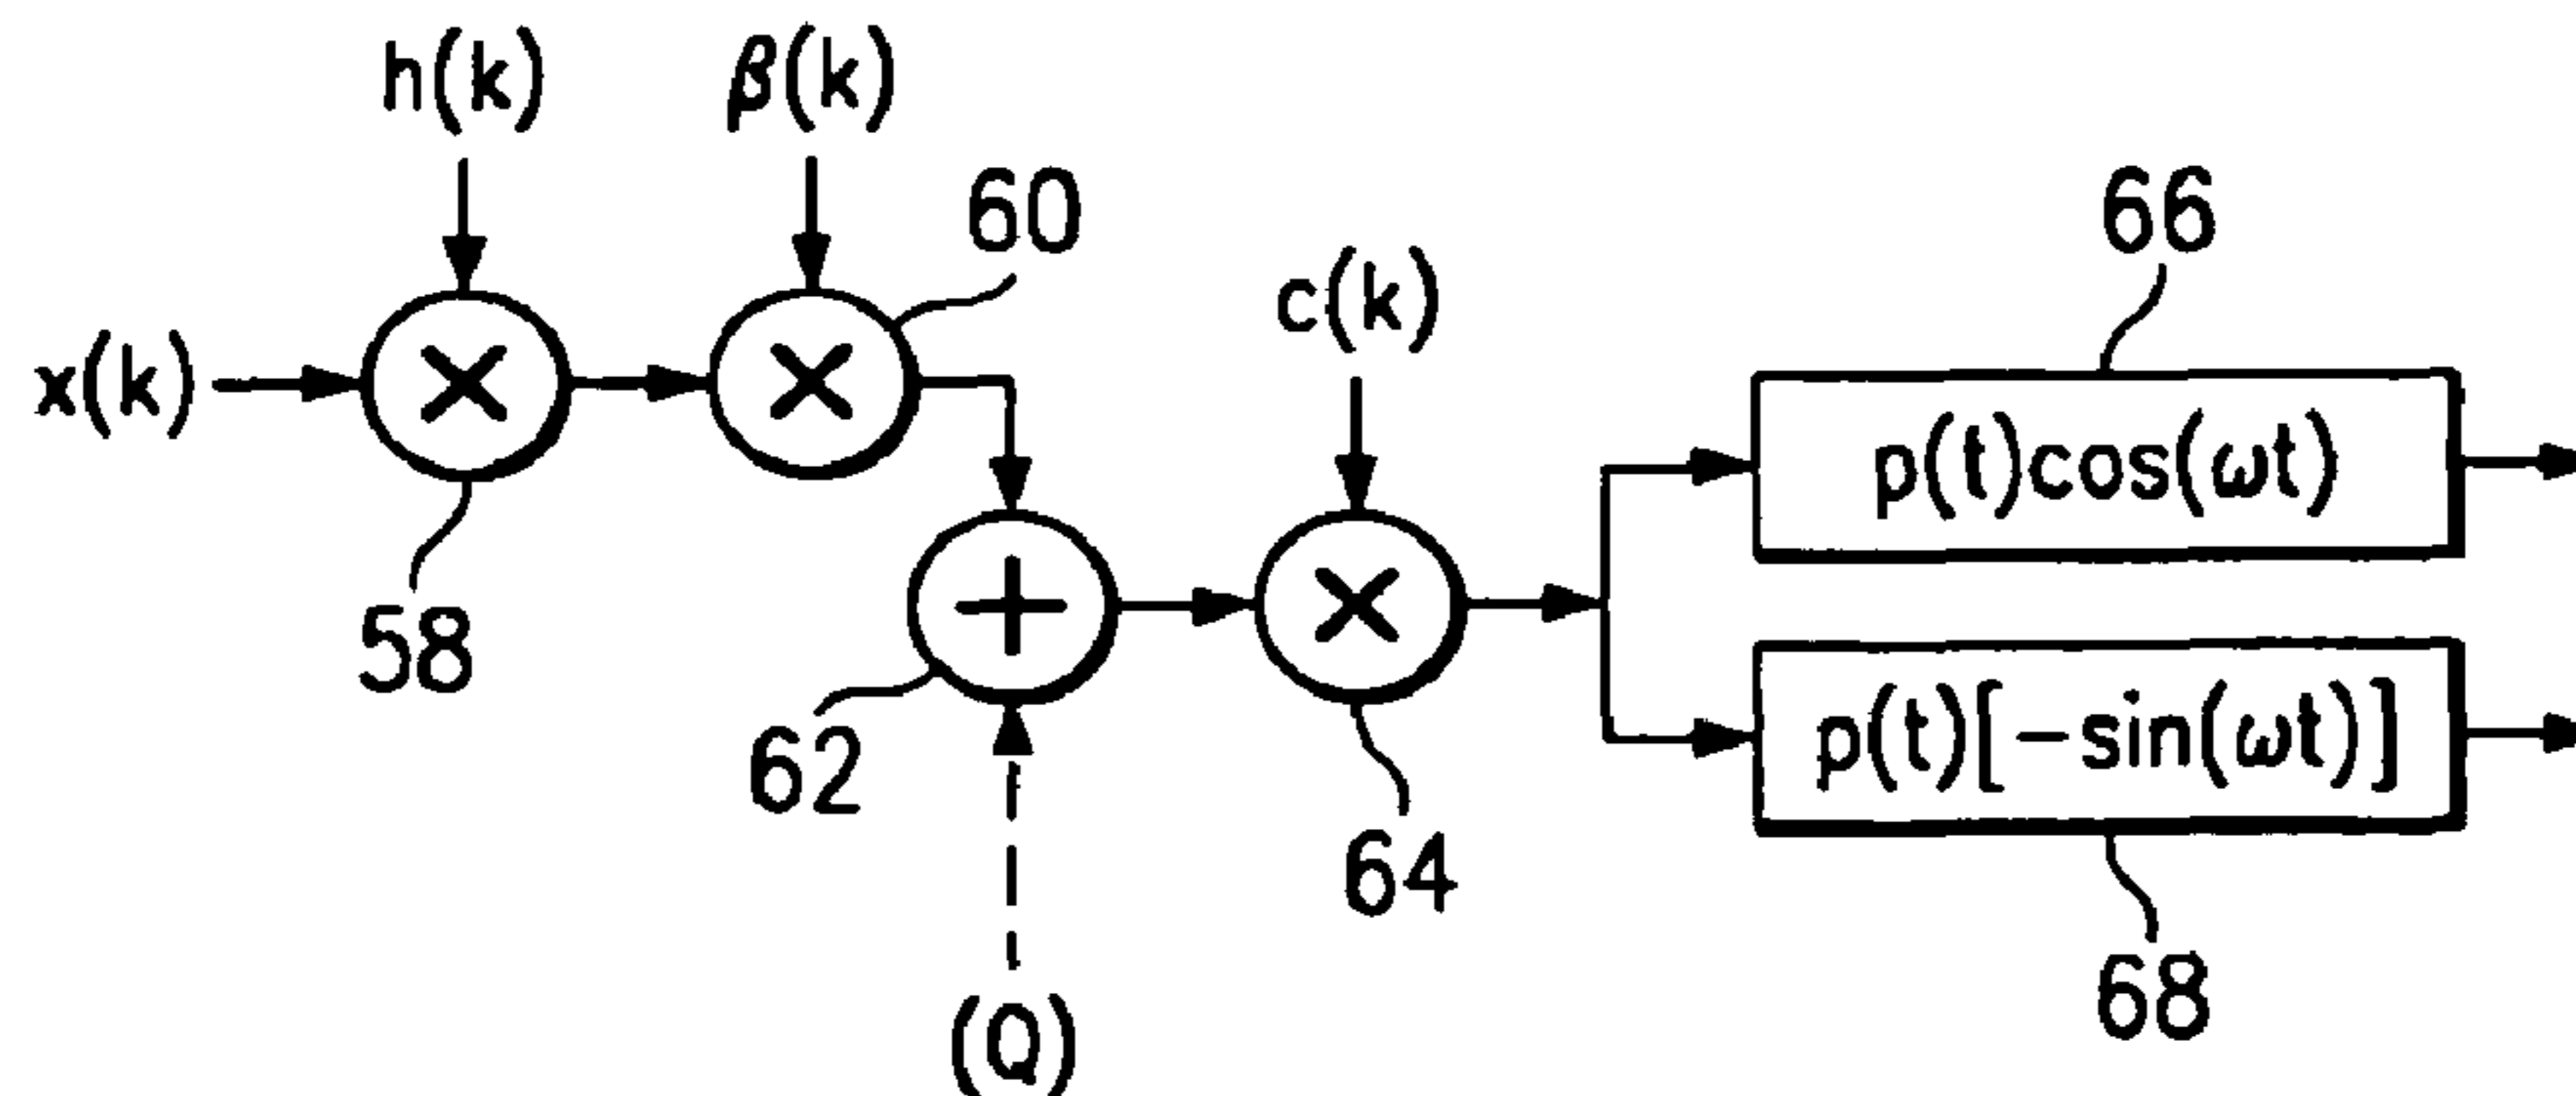 h(k)
β(k)
60
66
c(k)
x(k)
×
×
p(t)cos(ωt)
+
×
58
62
p(t)[-sin(ωt)]
64
68
(Q)